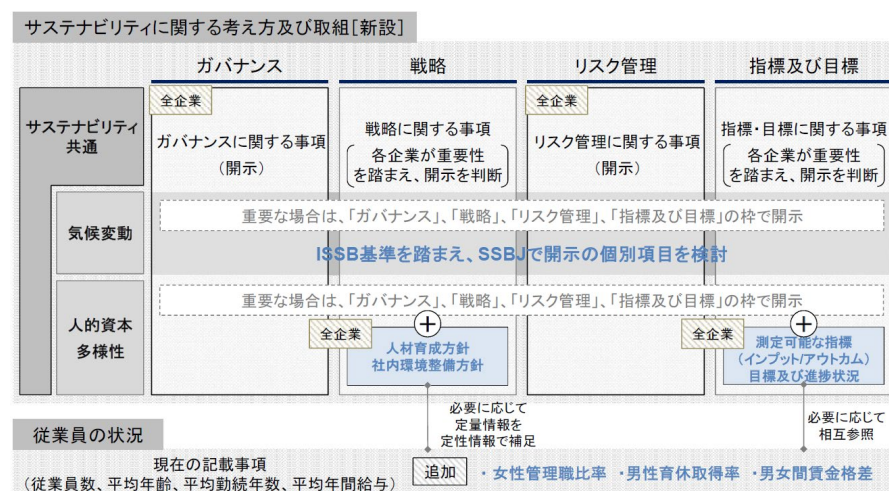 サステナビリティに関する考え方及び取組[新設]
ガバナンス
戦略
リスク管理
指標及び目標
サステナビリティ
共通
全企業
ガバナンスに関する事項
(開示)
戦略に関する事項
各企業が重要性
を踏まえ、開示を判断
全企業
リスク管理に関する事項
(開示)
指標・目標に関する事項
各企業が重要性
を踏まえ、開示を判断
気候変動
重要な場合は、「ガバナンス」、「戦略」、「リスク管理」、「指標及び目標」の枠で開示
ISSB基準を踏まえ、SSBJで開示の個別項目を検討
人的資本
多様性
重要な場合は、「ガバナンス」、「戦略」、「リスク管理」、「指標及び目標」の枠で開示
全企業
+
人材育成方針
社内環境整備方針
全企業
+
測定可能な指標
(インプット/アウトカム)
目標及び進捗状況
必要に応じて
定量情報を
定性情報で補足
必要に応じて
相互参照
従業員の状況
現在の記載事項
(従業員数、平均年齢、平均勤続年数、平均年間給与)
追加
・女性管理職比率 ・男性育休取得率 ・男女間賃金格差